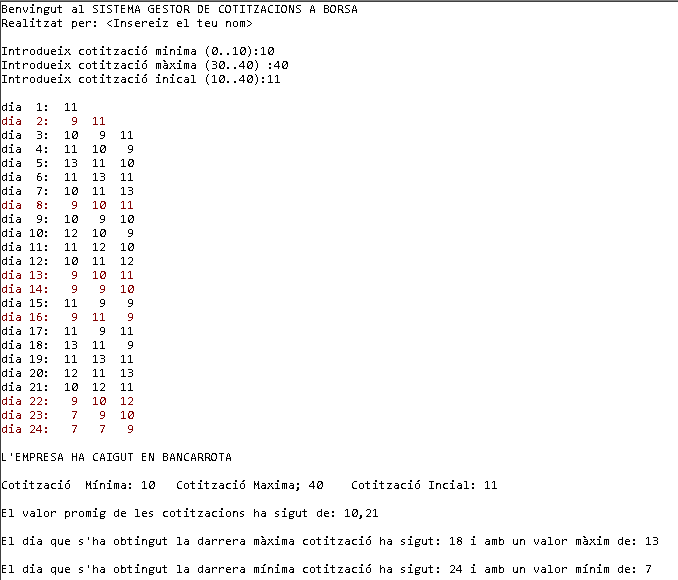 Benvingut al SISTEMA GESTOR DE COTITZACIONS A BORSA
Realitzat per: <Insereiz el teu nom>
Introdueix cotització minima (0..10):10
Introdueix cotització màxima (30..40) :40
Introdueix cotització inical (10..40):11
dia 1: 11
dia 2: 9 11
dia 3: 10 9 11
dia 4: 11 10 9
dia 5: 13 11 10
dia 6: 11 13 11
dia 7: 10 11 13
dia 8: 9 10 11
dia 9: 10 9 10
dia 10: 12 10 9
dia 11: 11 12 10
dia 12: 10 11 12
dia 13: 9 10 11
dia 14: 9 9 10
dia 15: 11 9 9
dia 16: 9 11 9
dia 17: 11 9 11
dia 18: 13 11 9
dia 19: 11 13 11
dia 20: 12 11 13
dia 21: 10 12 11
dia 22: 9 10 12
dia 23: 7 9 10
dia 24: 7 7 9
L'EMPRESA HA CAIGUT EN BANCARROTA
Cotització Mínima: 10 Cotització Maxima; 40 Cotització Incial: 11
El valor promig de les cotitzacions ha sigut de: 10,21
El dia que s'ha obtingut la darrera màxima cotització ha sigut: 18 i amb un valor màxim de: 13
El dia que s'ha obtingut la darrera mínima cotització ha sigut: 24 i amb un valor mínim de: 7